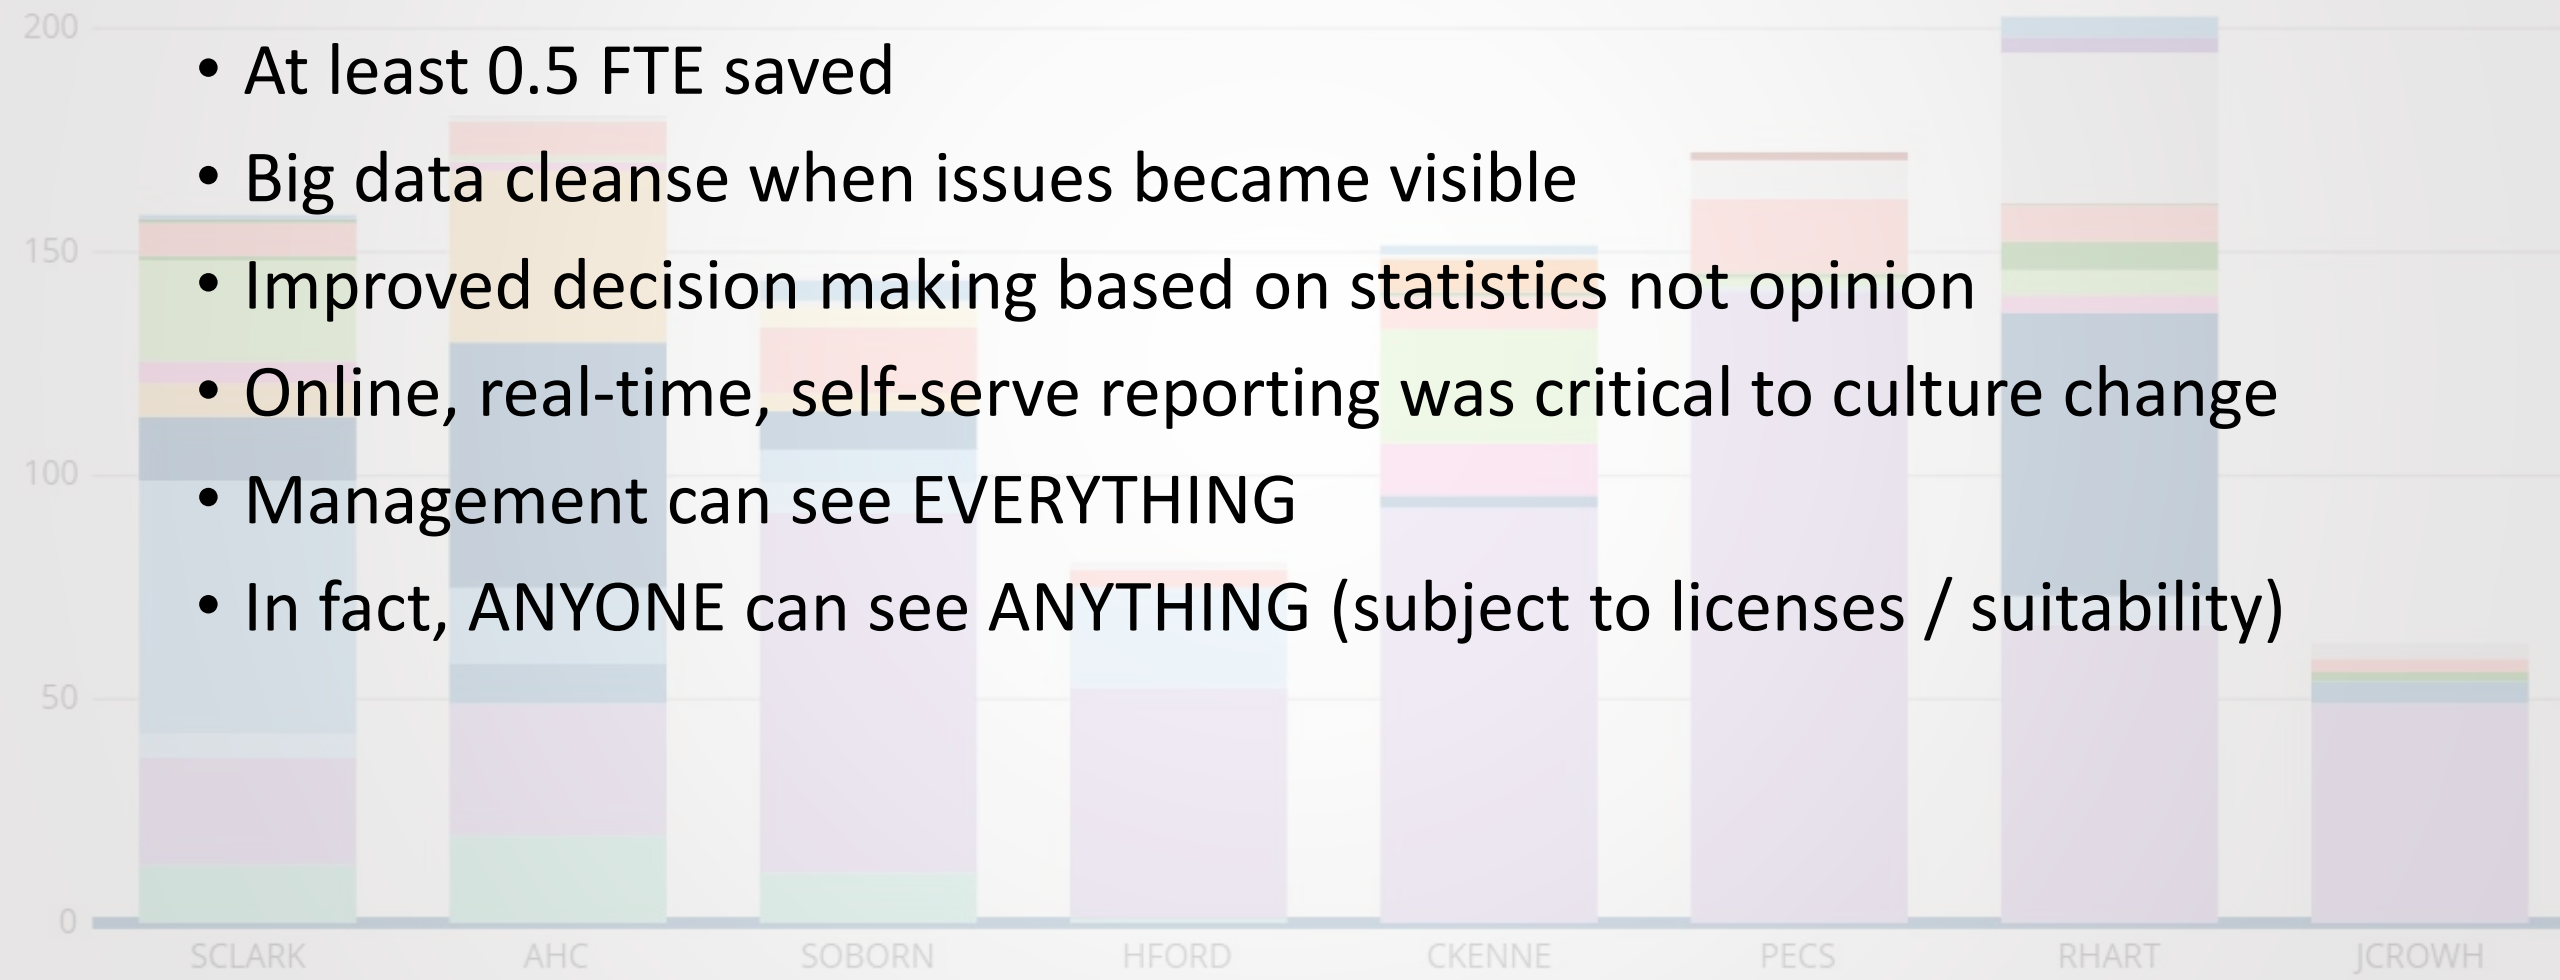 200
• At least 0.5 FTE saved
• Big data cleanse when issues became visible
150
• Improved decision making based on statistics not opinion
• Online, real-time, self-serve reporting was critical to culture change
100
• Management can see EVERYTHING
• In fact, ANYONE can see ANYTHING (subject to licenses / suitability)
50
0
SCLARK AHC SOBORN HFORD CKENNE PECS RHART JCROWH